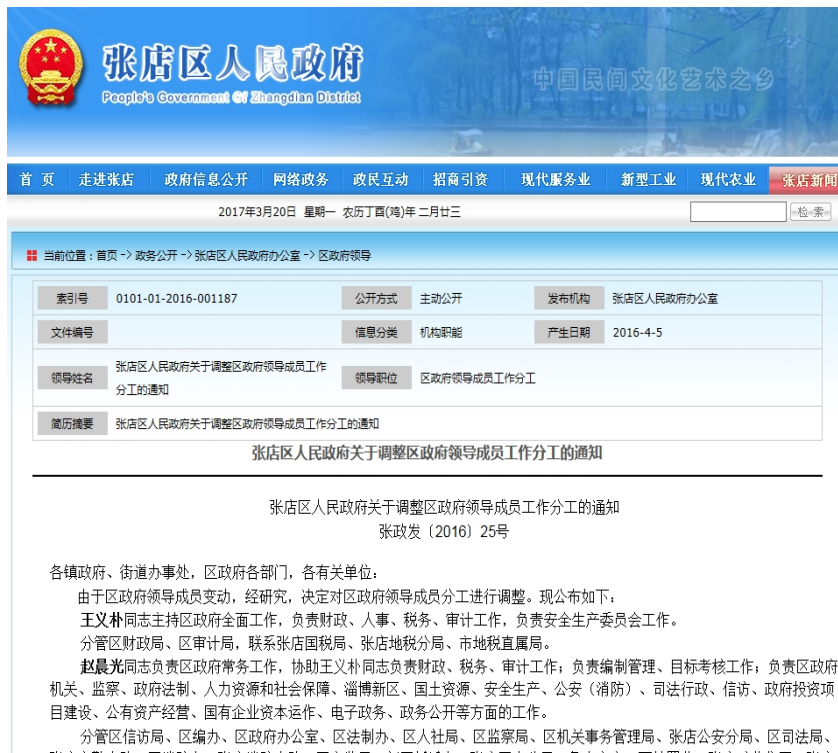 张店区人民政府
People's Government Of Zhangdian District
中国民间文化艺术之乡
首 页 走进张店 政府信息公开 网络政务 政民互动 招商引资 现代服务业 新型工业 现代农业 张店新闻
2017年3月20日 星期一 农历丁酉(鸡)年 二月廿三 检 索
当前位置:首页 -> 政务公开 -> 张店区人民政府办公室 -> 区政府领导
索引号 0101-01-2016-001187 公开方式 主动公开 发布机构 张店区人民政府办公室
文件编号 信息分类 机构职能 产生日期 2016-4-5
领导姓名 张店区人民政府关于调整区政府领导成员工作
分工的通知 领导职位 区政府领导成员工作分工
简历摘要 张店区人民政府关于调整区政府领导成员工作分工的通知
张店区人民政府关于调整区政府领导成员工作分工的通知
张店区人民政府关于调整区政府领导成员工作分工的通知
张政发〔2016〕25号
各镇政府、街道办事处,区政府各部门,各有关单位:
由于区政府领导成员变动,经研究,决定对区政府领导成员分工进行调整。现公布如下:
王义朴同志主持区政府全面工作,负责财政、人事、税务、审计工作,负责安全生产委员会工作。
分管区财政局、区审计局,联系张店国税局、张店地税分局、市地税直属局。
赵晨光同志负责区政府常务工作,协助王义朴同志负责财政、税务、审计工作;负责编制管理、目标考核工作;负责区政府
机关、监察、政府法制、人力资源和社会保障、淄博新区、国土资源、安全生产、公安(消防)、司法行政、信访、政府投资项
目建设、公有资产经营、国有企业资本运作、电子政务、政务公开等方面的工作。
分管区信访局、区编办、区政府办公室、区法制办、区人社局、区监察局、区机关事务管理局、张店公安分局、区司法局、